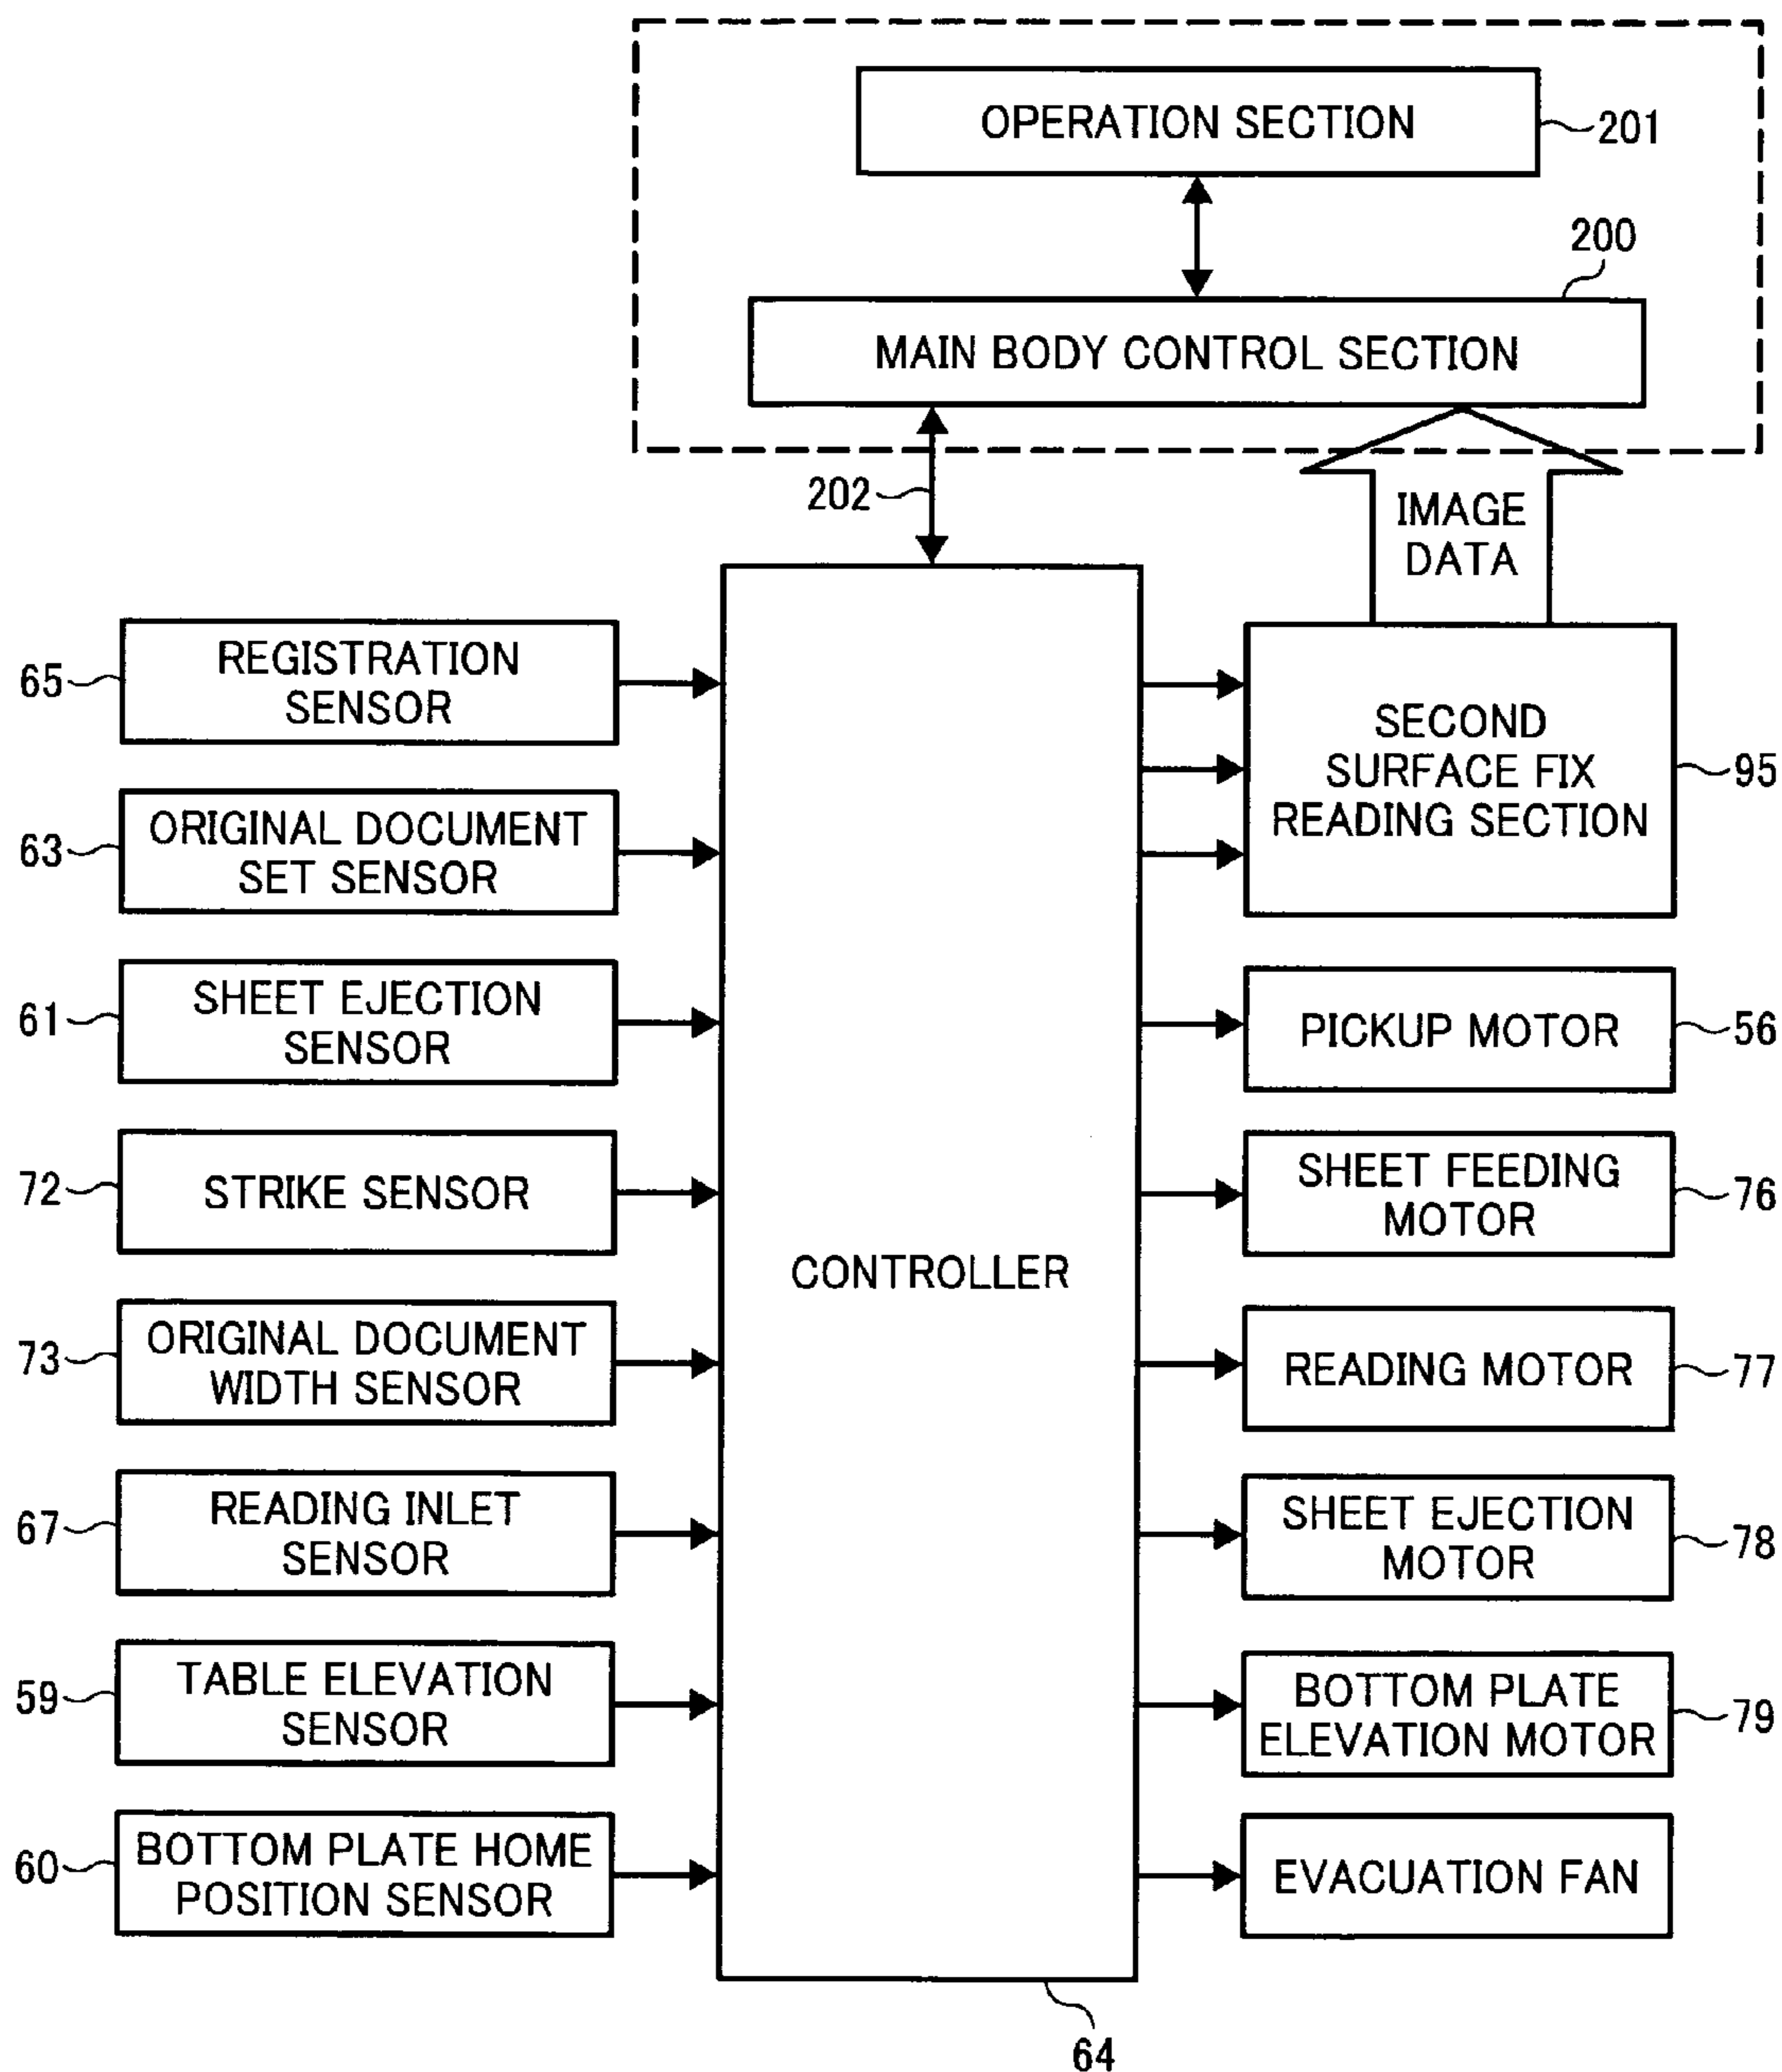 OPERATION SECTION
201
200
MAIN BODY CONTROL SECTION
202
IMAGE
DATA
65
REGISTRATION
SENSOR
63
ORIGINAL DOCUMENT
SET SENSOR
61
SHEET EJECTION
SENSOR
72
STRIKE SENSOR
73
ORIGINAL DOCUMENT
WIDTH SENSOR
67
READING INLET
SENSOR
59
TABLE ELEVATION
SENSOR
60
BOTTOM PLATE HOME
POSITION SENSOR
CONTROLLER
64
SECOND
SURFACE FIX
READING SECTION
95
PICKUP MOTOR
56
SHEET FEEDING
MOTOR
76
READING MOTOR
77
SHEET EJECTION
MOTOR
78
BOTTOM PLATE
ELEVATION MOTOR
79
EVACUATION FAN